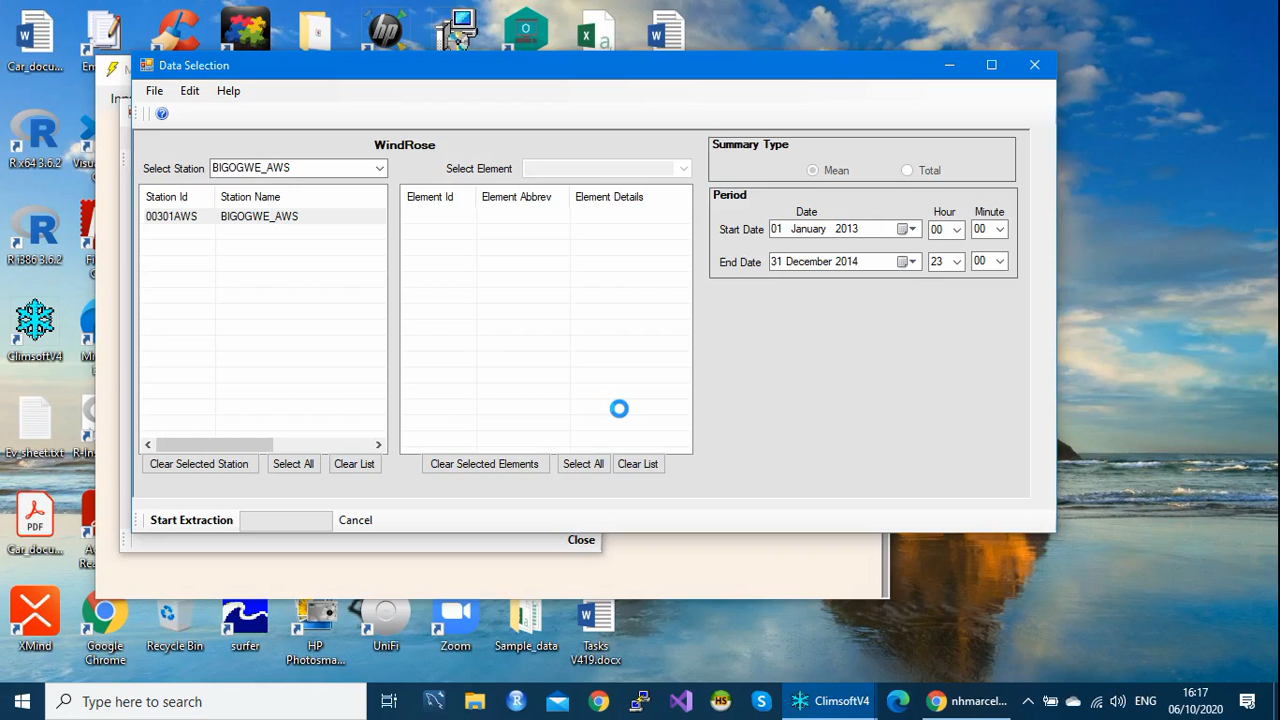 Car_docu...
Data Selection
Inp
File
Edit
Help
WindRose
Select Station
BIGOGWE_AWS
Select Element
Station Id
Station Name
00301AWS
BIGOGWE_AWS
Element Id
Element Abbrev
Element Details
Clear Selected Station
Select All
Clear List
Clear Selected Elements
Select All
Clear List
Summary Type
Mean
Total
Period
Date
Hour
Minute
Start Date
01 January 2013
00
00
End Date
31 December 2014
23
00
Start Extraction
Cancel
Close
R x64 3.6.2
R i386 3.6.2
ClimsoftV4
Ev_sheet.txt
R-Ins
PDF
Car_docu...
XMind
Google Chrome
Recycle Bin
surfer
HP Photosma...
UniFi
Zoom
Sample_data
Tasks V419.docx
Type here to search
ClimsoftV4
nhmarcel...
ENG
16:17
06/10/2020